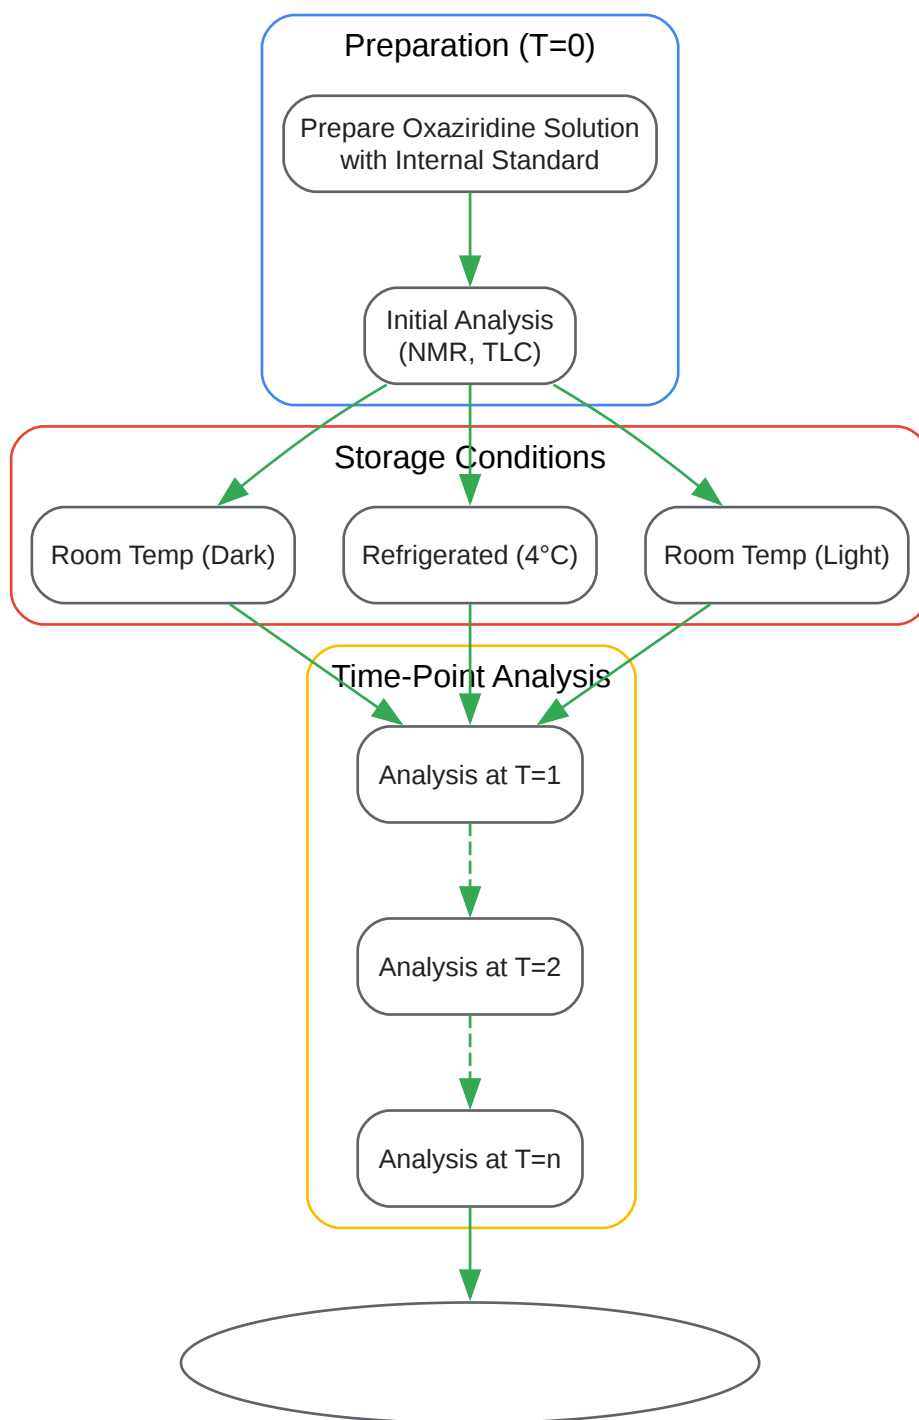 Preparation (T=0)
Prepare Oxaziridine Solution
with Internal Standard
Initial Analysis
(NMR, TLC)
Storage Conditions
Room Temp (Dark)
Refrigerated (4°C)
Room Temp (Light)
Time-Point Analysis
Analysis at T=1
Analysis at T=2
Analysis at T=n